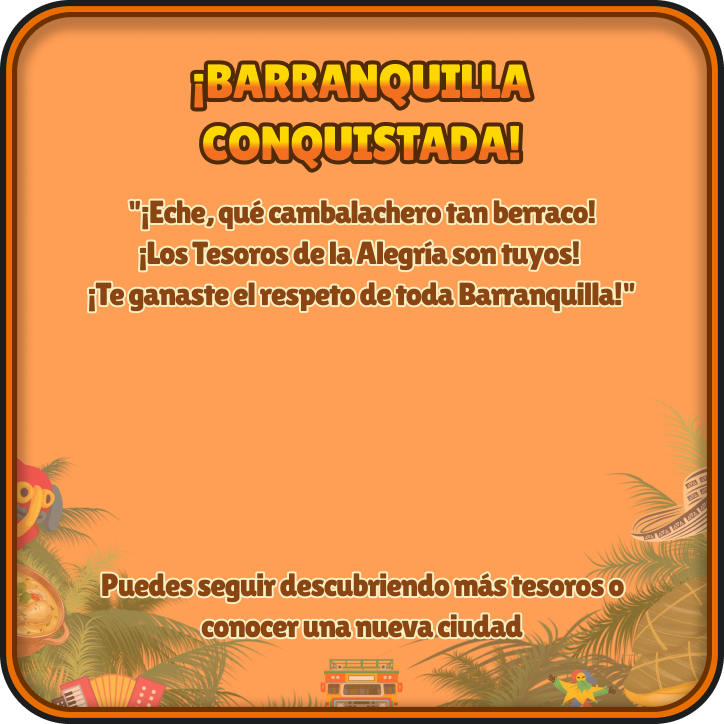 ¡BARRANQUILLA
CONQUISTADA!
"¡Eche, qué cambalachero tan berraco!
¡Los Tesoros de la Alegría son tuyos!
¡Te ganaste el respeto de toda Barranquilla!"
Puedes seguir descubriendo más tesoros o
conocer una nueva ciudad